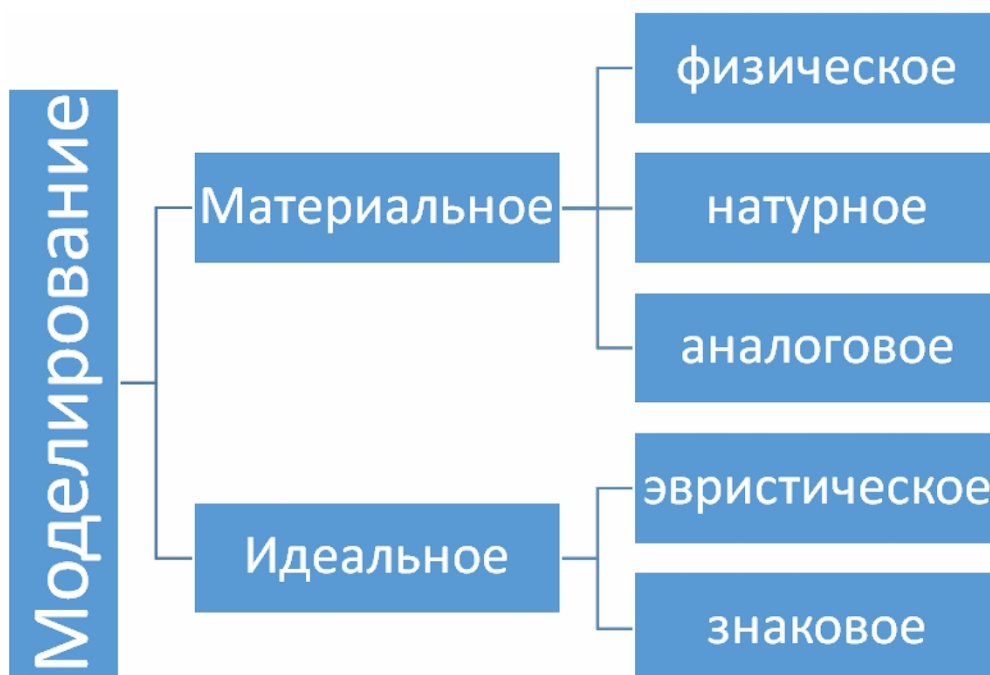 Моделирование
Материальное
физическое
натурное
аналоговое
Идеальное
эвристическое
знаковое